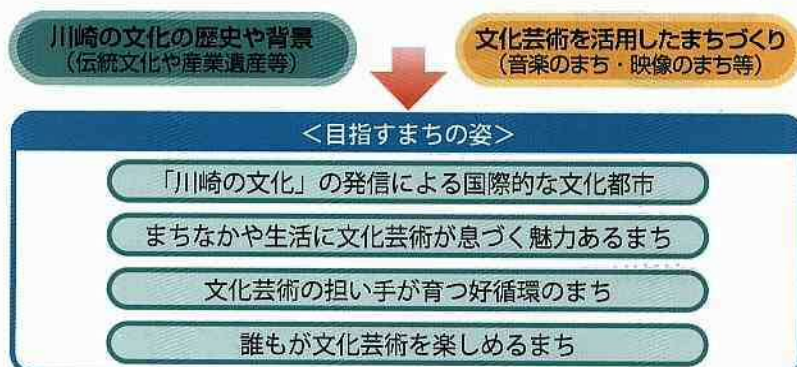 川崎の文化の歴史や背景
（伝統文化や産業遺産等）
文化芸術を活用したまちづくり
（音楽のまち・映像のまち等）
＜目指すまちの姿＞
「川崎の文化」の発信による国際的な文化都市
まちなかや生活に文化芸術が息づく魅力あるまち
文化芸術の担い手が育つ好循環のまち
誰もが文化芸術を楽しめるまち